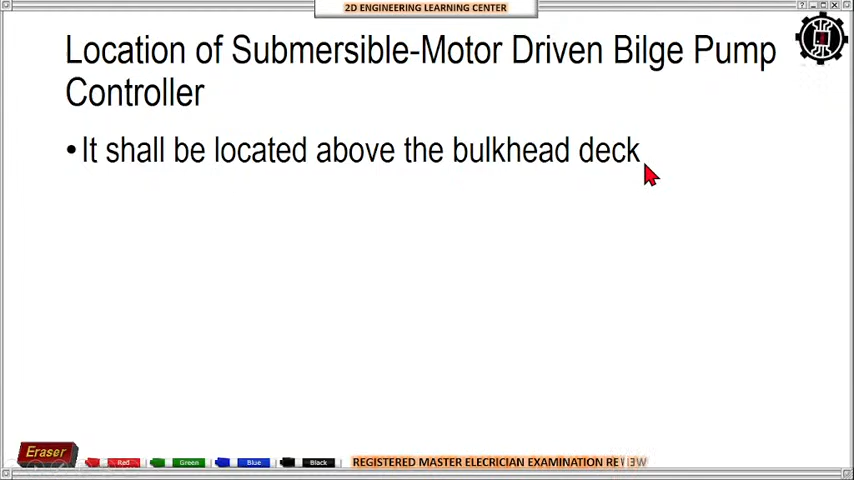 2D ENGINEERING LEARNING CENTER
Location of Submersible-Motor Driven Bilge Pump
Controller
•It shall be located above the bulkhead deck
Eraser
Red
Green
Blue
Black
REGISTERED MASTER ELECRICIAN EXAMINATION